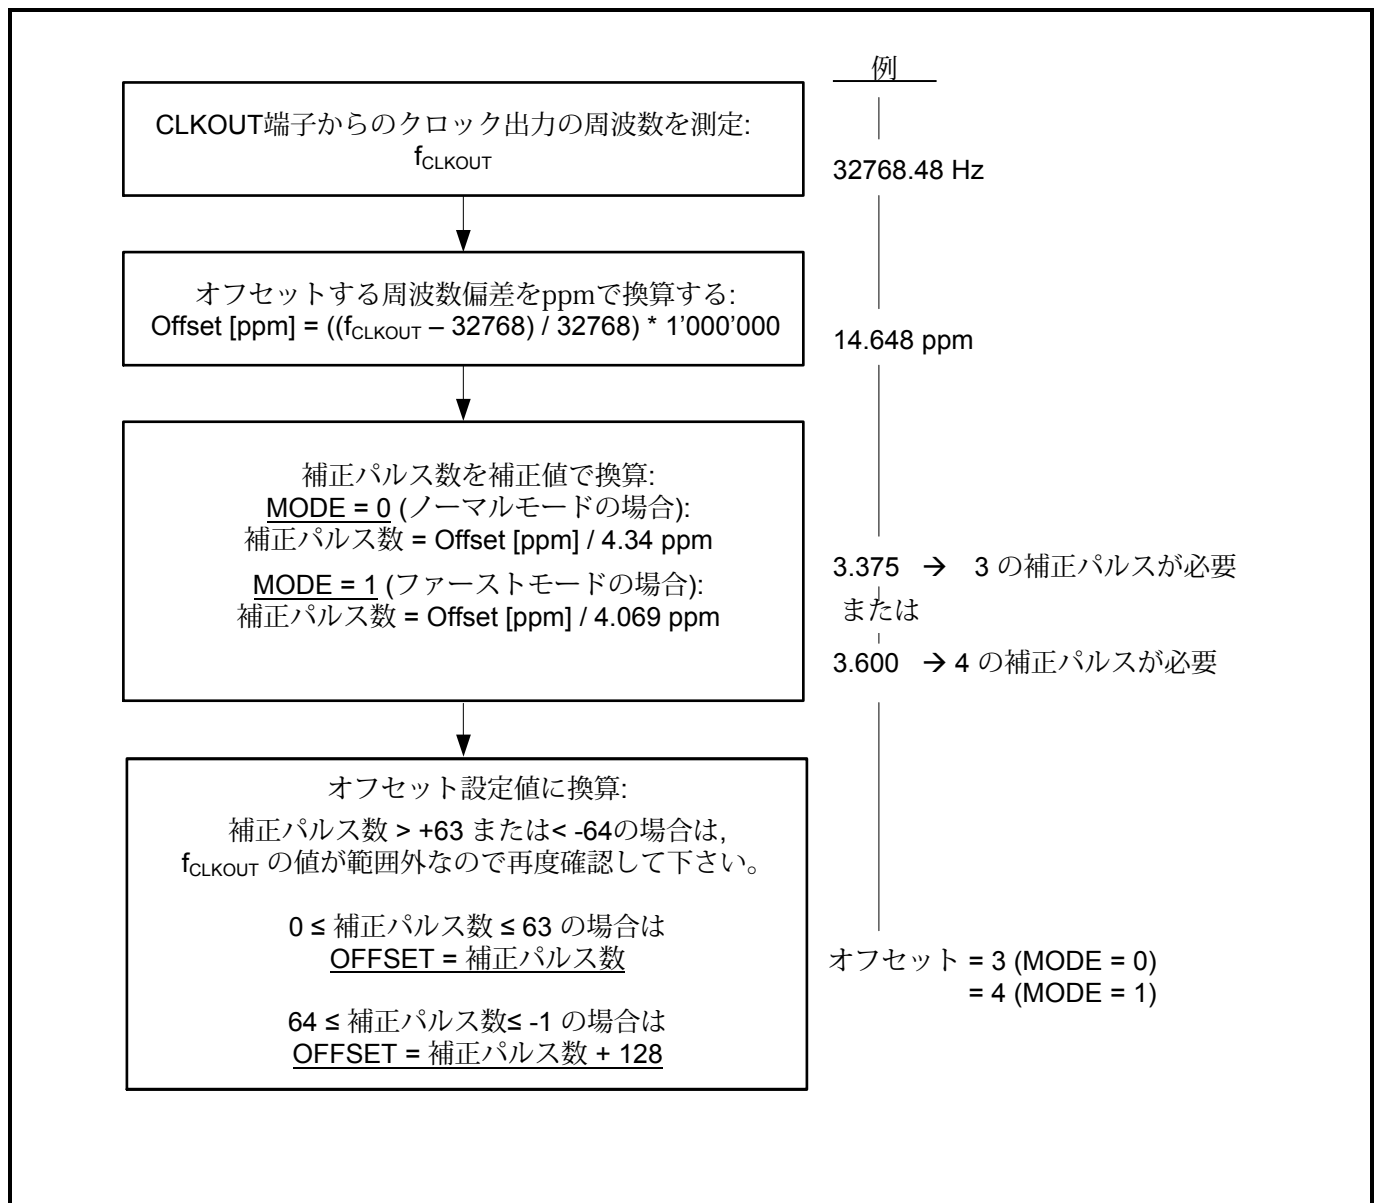 例
CLKOUT端子からのクロック出力の周波数を測定:
fCLKOUT
32768.48 Hz
オフセットする周波数偏差をppmで換算する:
Offset [ppm] = ((fCLKOUT – 32768) / 32768) * 1’000’000
14.648 ppm
補正パルス数を補正値で換算:
MODE = 0 (ノーマルモードの場合):
補正パルス数 = Offset [ppm] / 4.34 ppm
MODE = 1 (ファーストモードの場合):
補正パルス数 = Offset [ppm] / 4.069 ppm
3.375 → 3 の補正パルスが必要
または
3.600 → 4 の補正パルスが必要
オフセット設定値に換算:
補正パルス数 > +63 または< -64の場合は,
fCLKOUT の値が範囲外なので再度確認して下さい。
0 ≤ 補正パルス数 ≤ 63 の場合は
OFFSET = 補正パルス数
64 ≤ 補正パルス数≤ -1 の場合は
OFFSET = 補正パルス数 + 128
オフセット = 3 (MODE = 0)
= 4 (MODE = 1)